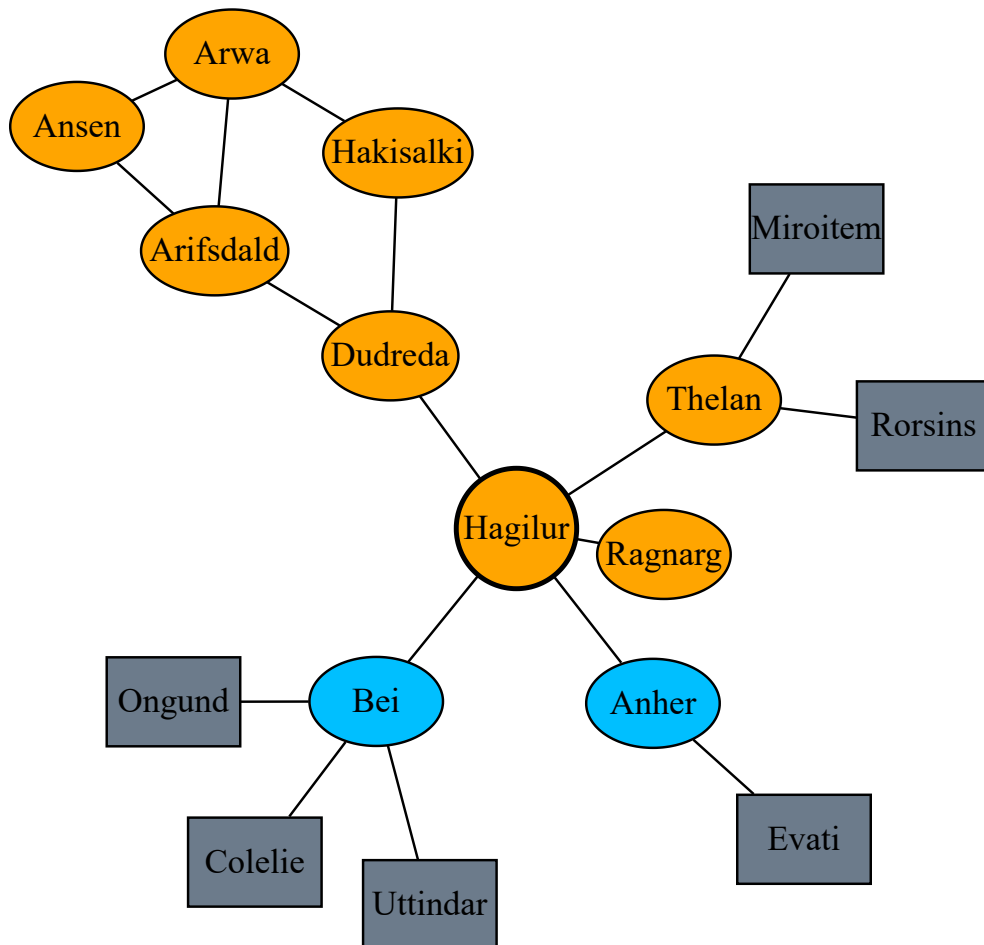 Arwa
Ansen
Hakisalki
Miroitem
Arifsdald
Dudreda
Thelan
Rorsins
Hagilur
Ragnarg
Ongund
Bei
Anher
Evati
Colelie
Uttindar